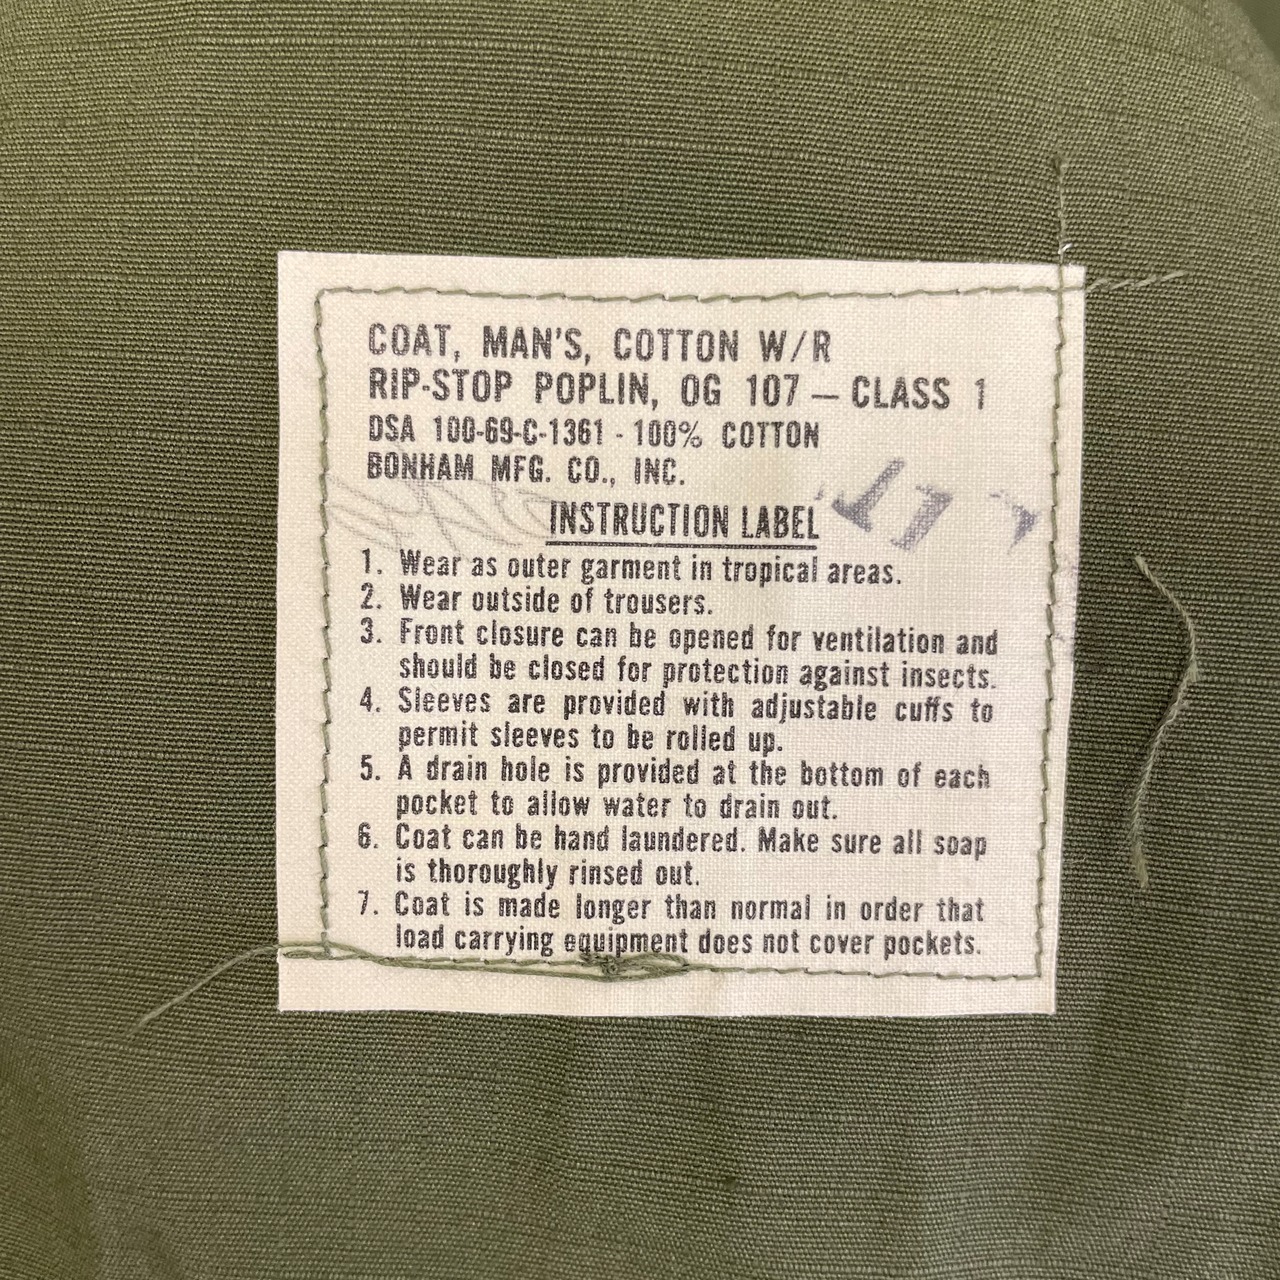 COAT, MAN'S, COTTON W/R
RIP-STOP POPLIN, OG 107 — CLASS 1
DSA 100-69-C-1361 - 100% COTTON
BONHAM MFG. CO., INC.
INSTRUCTION LABEL
1. Wear as outer garment in tropical areas.
2. Wear outside of trousers.
3. Front closure can be opened for ventilation and
should be closed for protection against insects.
4. Sleeves are provided with adjustable cuffs to
permit sleeves to be rolled up.
5. A drain hole is provided at the bottom of each
pocket to allow water to drain out.
6. Coat can be hand laundered. Make sure all soap
is thoroughly rinsed out.
7. Coat is made longer than normal in order that
load carrying equipment does not cover pockets.